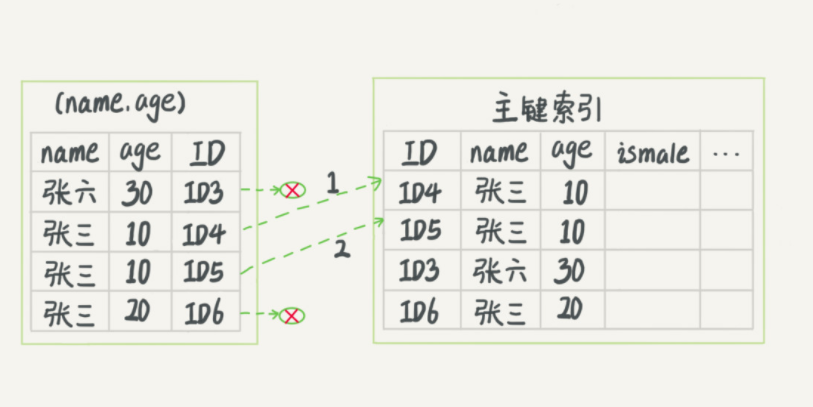 (name.age)
name age ID
张六 30 ID3
张三 10 ID4
张三 10 ID5
张三 20 ID6
1
2
主键索引
ID name age ismale ...
ID4 张三 10
ID5 张三 10
ID3 张六 30
ID6 张三 20